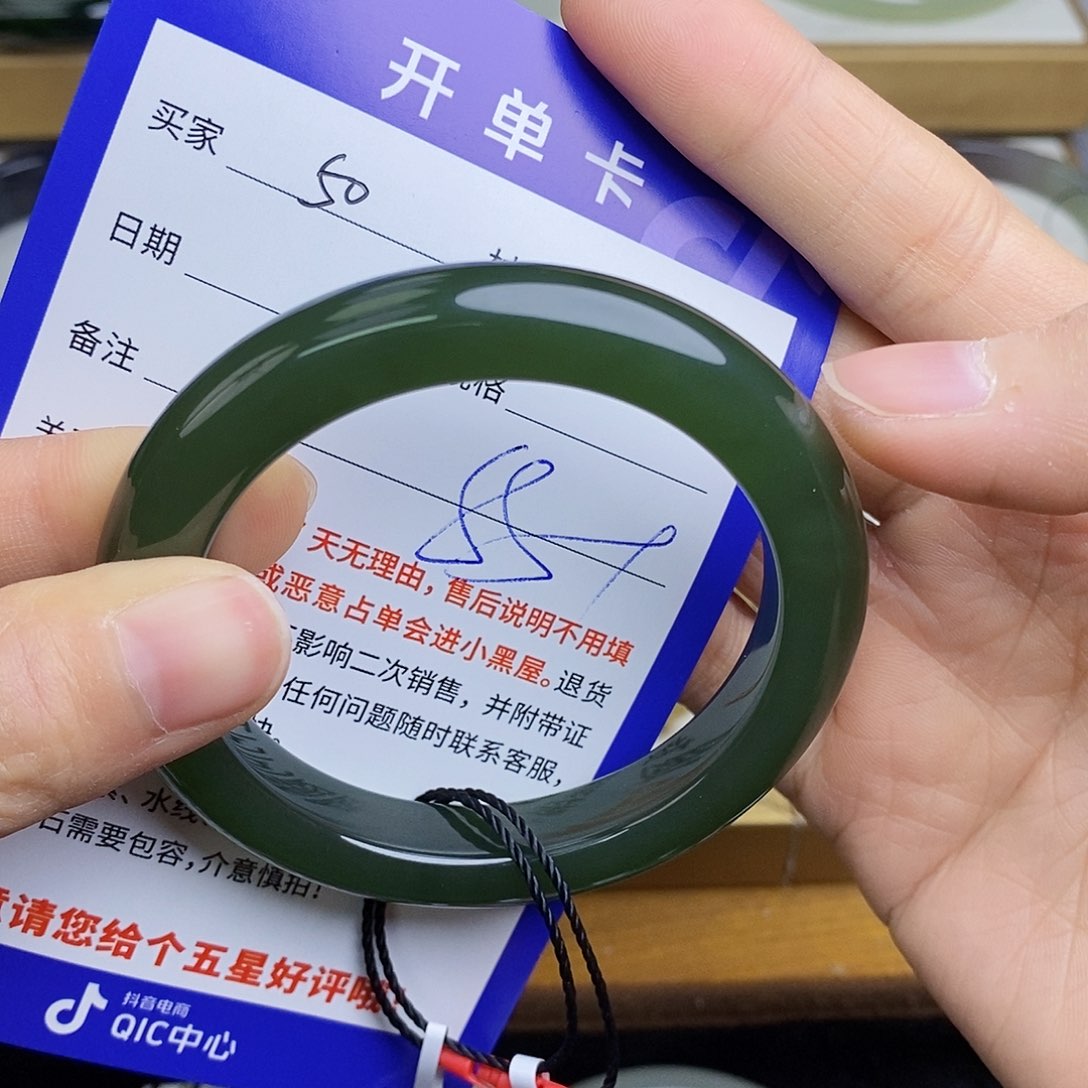 开单卡
买家 50
日期
备注
格
天无理由，售后说明不用填
或恶意占单会进小黑屋。退货
影响二次销售，并附带证
任何问题随时联系客服，
、水线
石需要包容，介意慎拍！
请您给个五星好评哦
抖音电商
QIC中心